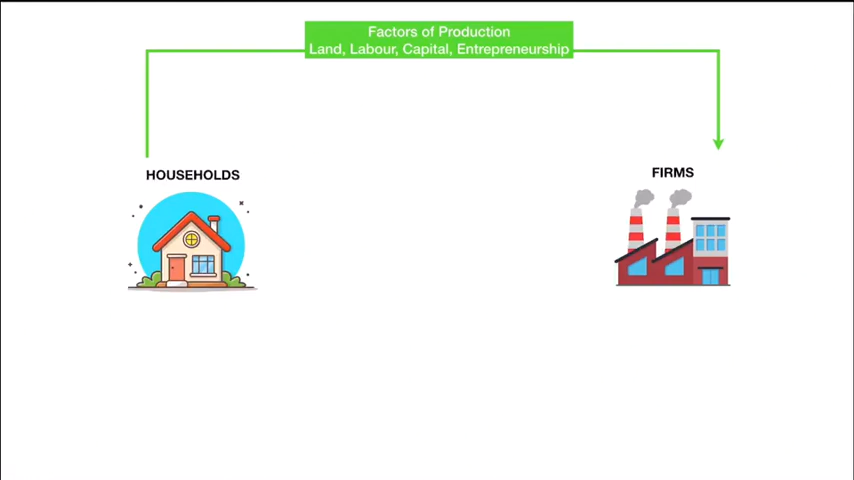 Factors of Production
Land, Labour, Capital, Entrepreneurship
HOUSEHOLDS
FIRMS